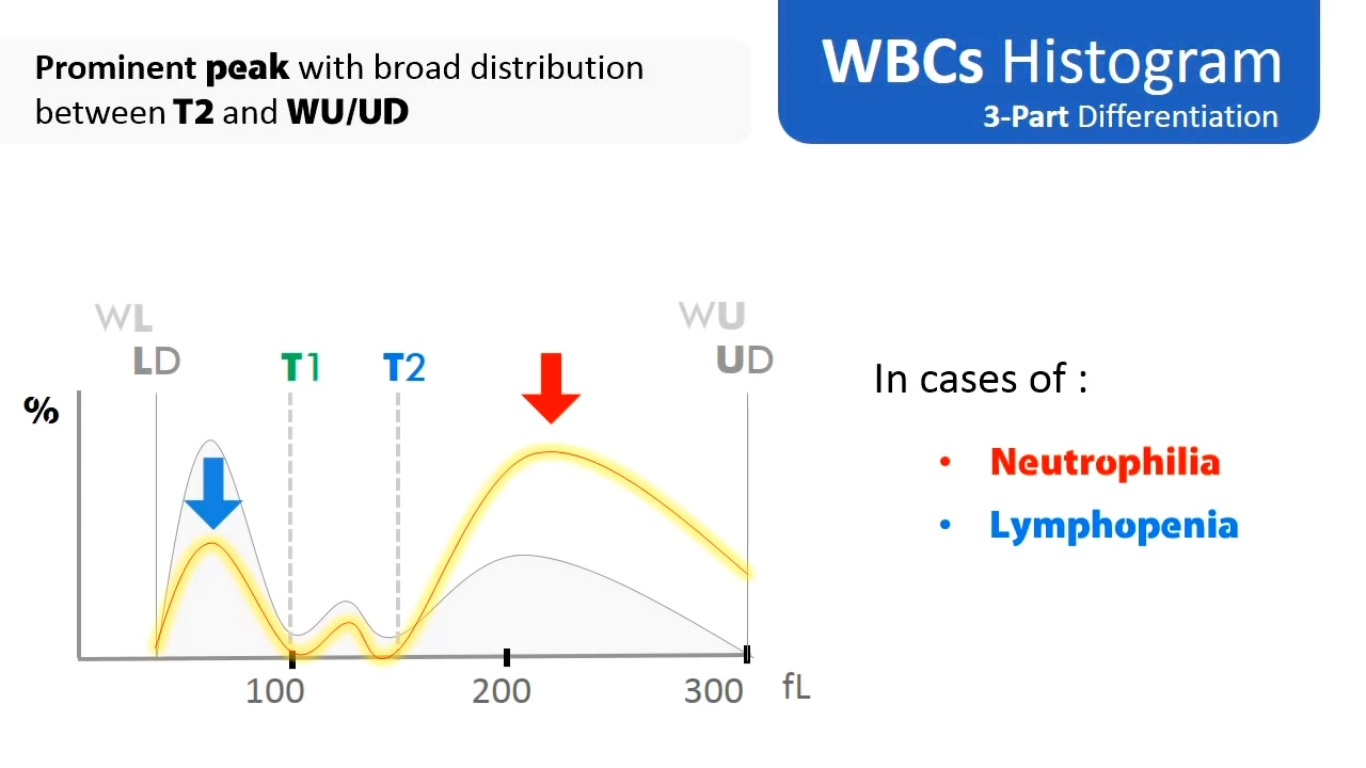 Prominent peak with broad distribution
between T2 and WU/UD
WBCs Histogram
3-Part Differentiation
WL
LD
T1
T2
WU
UD
%
100
200
300
fL
In cases of :
• Neutrophilia
• Lymphopenia